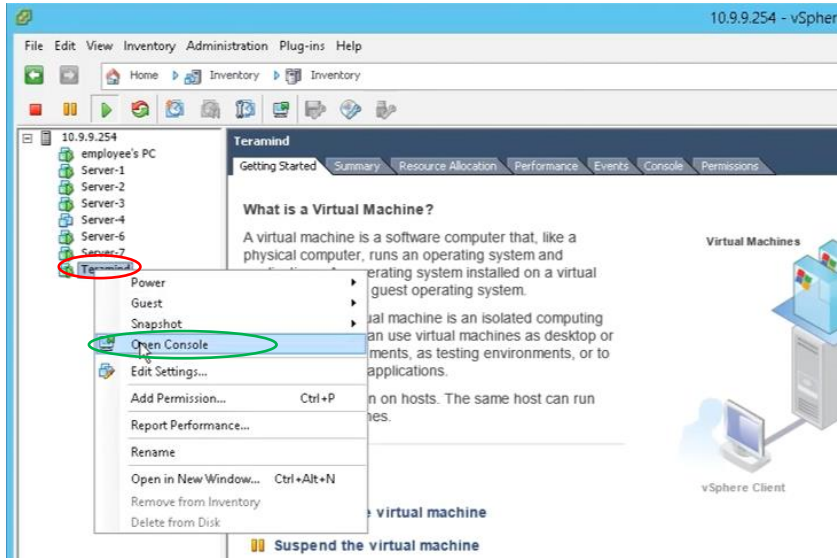 10.9.9.254 - vSpher
File Edit View Inventory Administration Plug-ins Help
Home Inventory Inventory
10.9.9.254
employee's PC
Server-1
Server-2
Server-3
Server-4
Server-6
Server-7
Teramind
Teramind
Getting Started Summary Resource Allocation Performance Events Console Permissions
What is a Virtual Machine?
A virtual machine is a software computer that, like a
physical computer, runs an operating system and
erating system installed on a virtual
guest operating system.
ual machine is an isolated computing
an use virtual machines as desktop or
ments, as testing environments, or to
applications.
n on hosts. The same host can run
nes.
Virtual Machines
vSphere Client
Power
Guest
Snapshot
Open Console
Edit Settings...
Add Permission... Ctrl+P
Report Performance...
Rename
Open in New Window... Ctrl+Alt+N
Remove from Inventory
Delete from Disk
virtual machine
Suspend the virtual machine